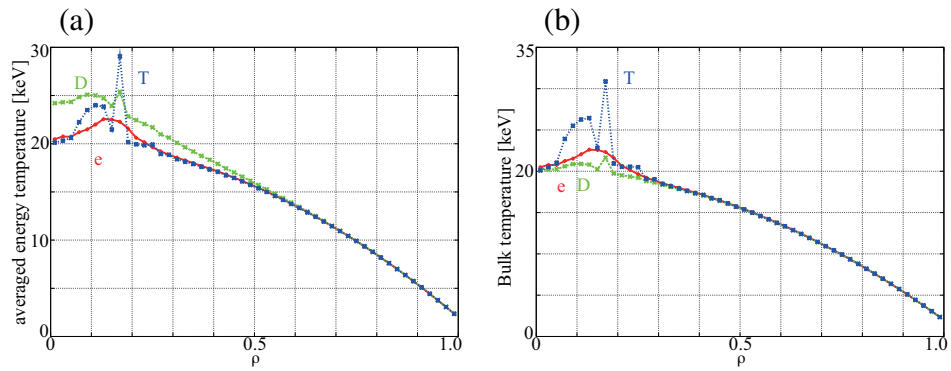 (a)
averaged energy temperature [keV]
30
20
10
0
D
T
e
0.5
1.0
ρ
(b)
Bulk temperature [keV]
35
20
0
T
e
D
0
0.5
1.0
ρ